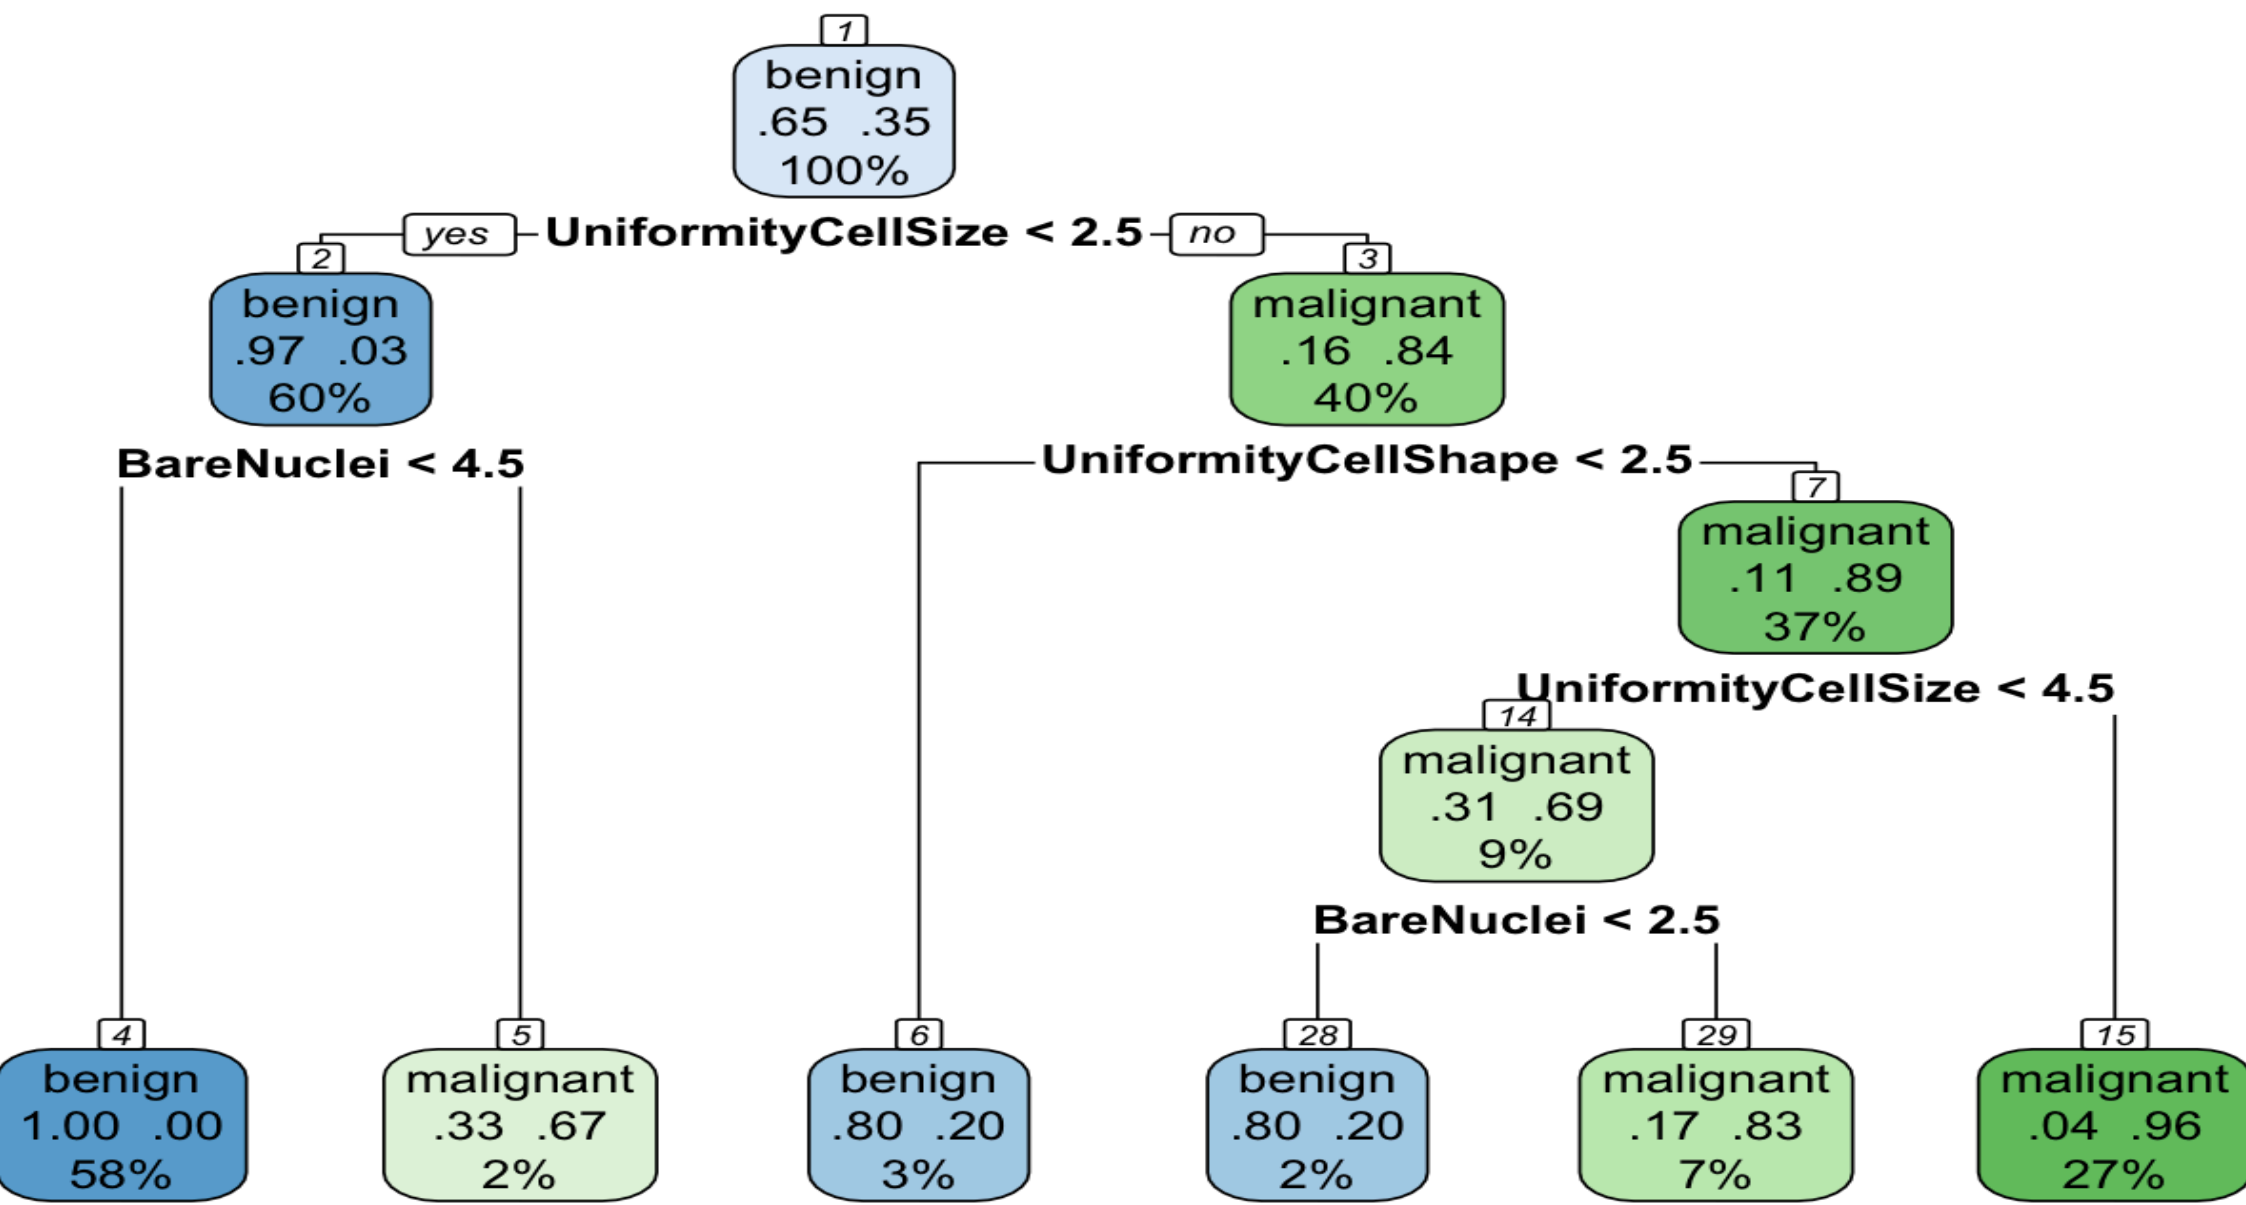 1
benign
.65 .35
100%
yes UniformityCellSize < 2.5 no
2
benign
.97 .03
60%
3
malignant
.16 .84
40%
BareNuclei < 4.5
UniformityCellShape < 2.5
7
malignant
.11 .89
37%
UniformityCellSize < 4.5
14
malignant
.31 .69
9%
BareNuclei < 2.5
4
benign
1.00 .00
58%
5
malignant
.33 .67
2%
6
benign
.80 .20
3%
28
benign
.80 .20
2%
29
malignant
.17 .83
7%
15
malignant
.04 .96
27%